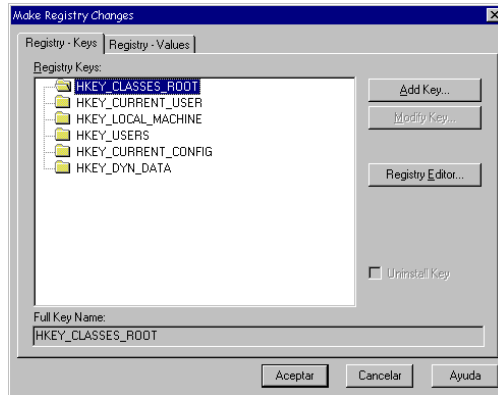 Make Registry Changes
Registry - Keys Registry - Values
Registry Keys:
HKEY_CLASSES_ROOT
HKEY_CURRENT_USER
HKEY_LOCAL_MACHINE
HKEY_USERS
HKEY_CURRENT_CONFIG
HKEY_DYN_DATA
Add Key...
Modify Key...
Registry Editor...
Uninstall Key
Full Key Name:
HKEY_CLASSES_ROOT
Aceptar Cancelar Ayuda